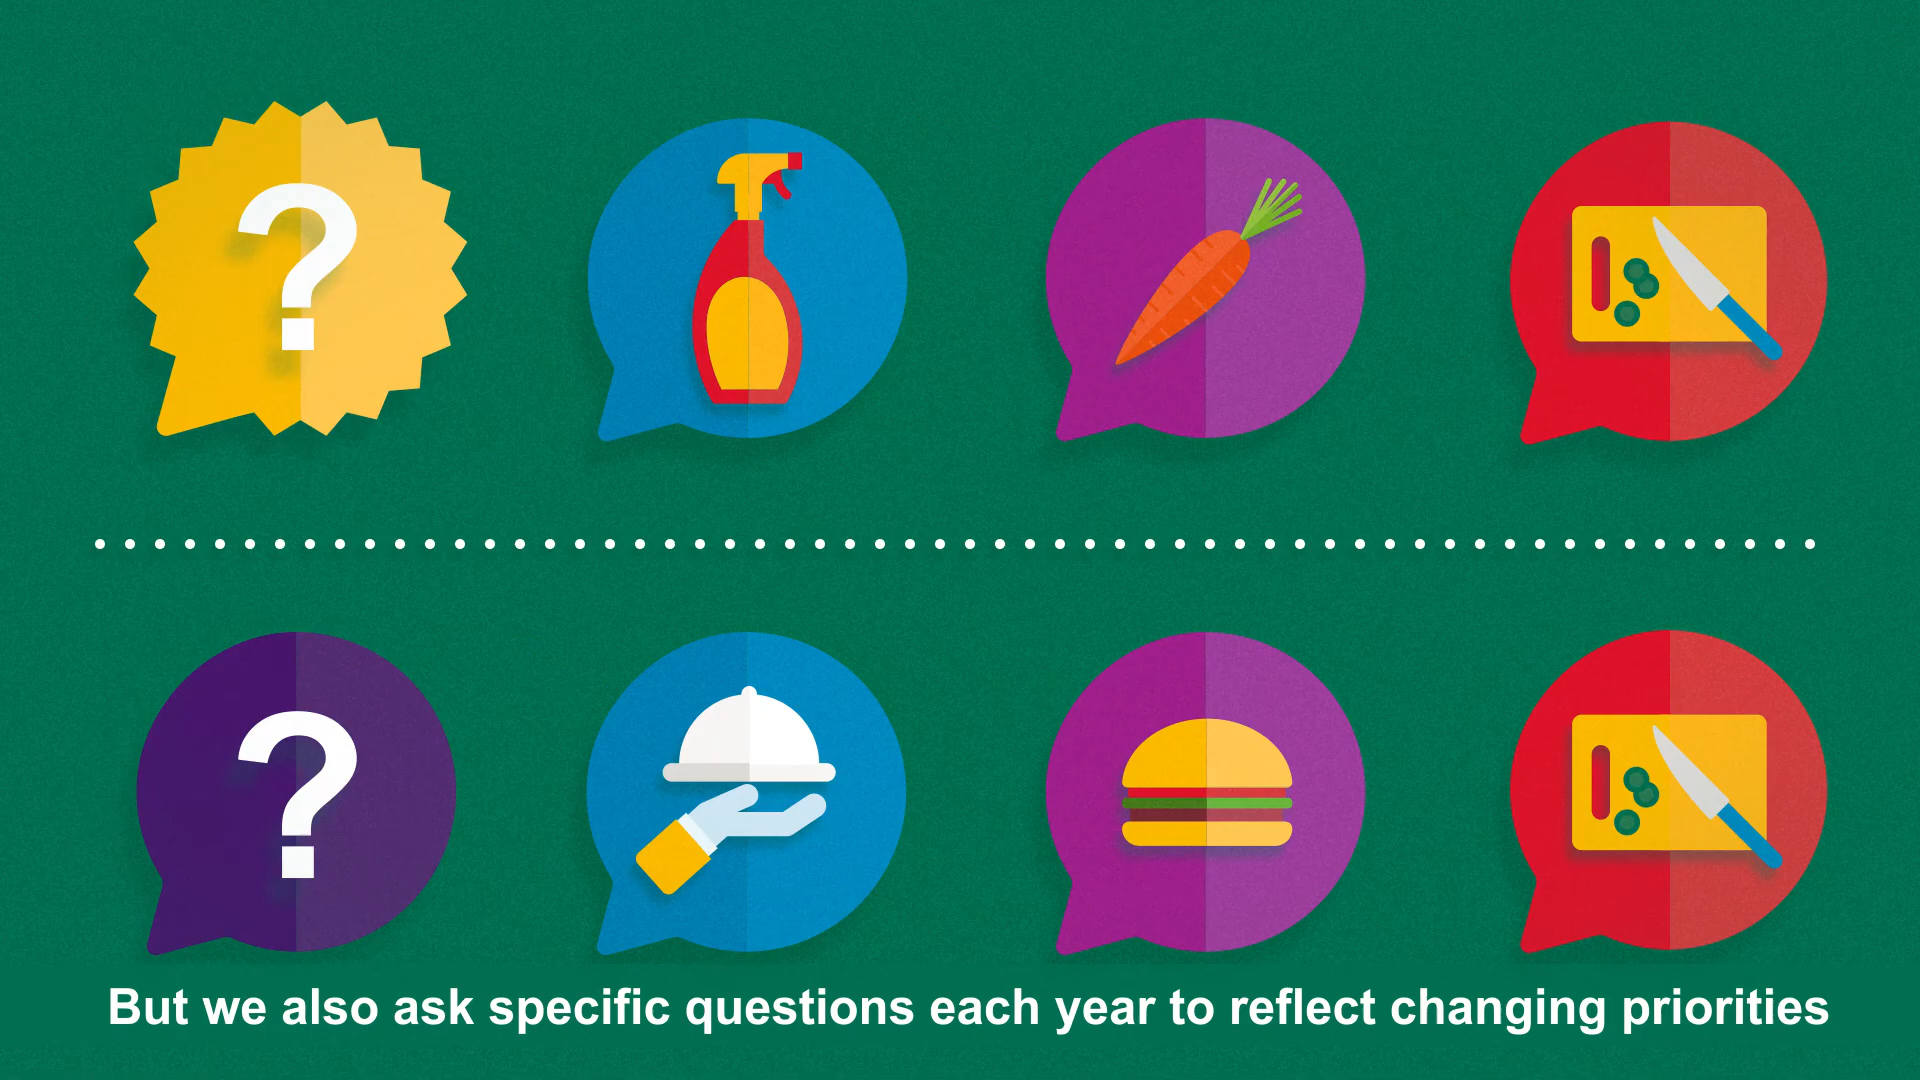 ?
?
But we also ask specific questions each year to reflect changing priorities